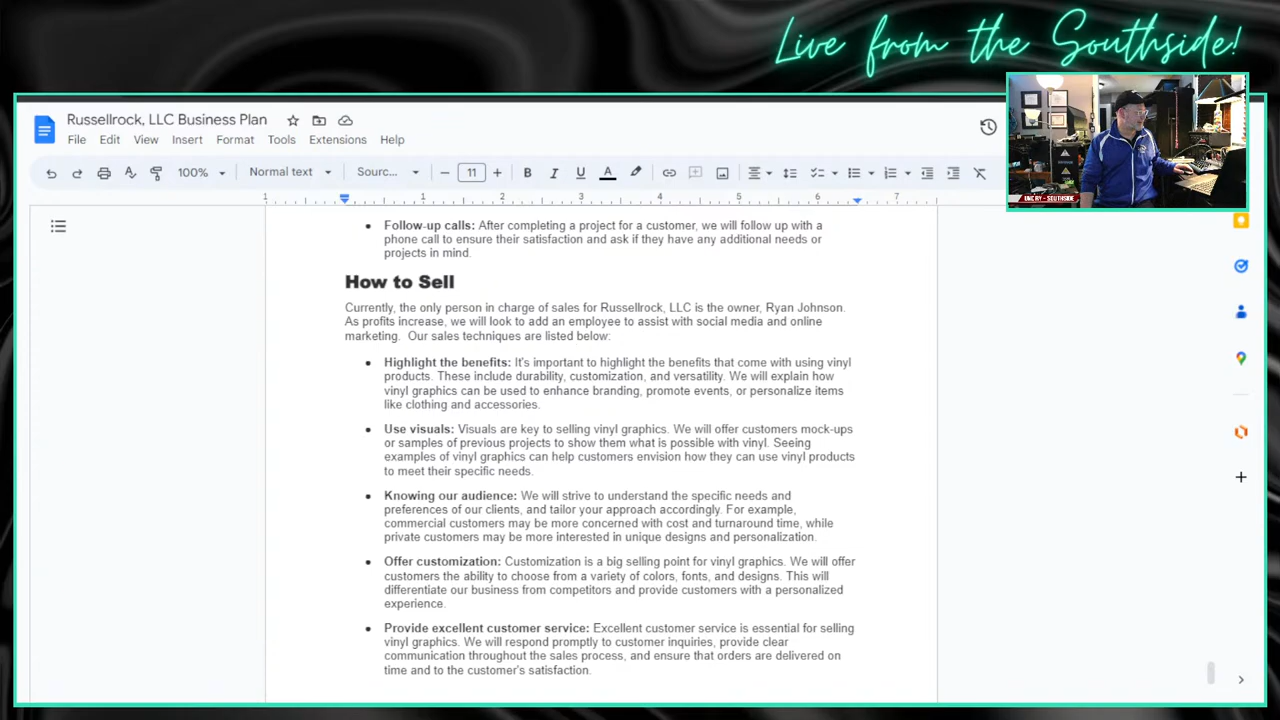 Live from the Southside!
Russellrock, LLC Business Plan
File Edit View Insert Format Tools Extensions Help
100% Normal text Sourc... 11 B I U A
1 1 2 3 4 5 6 7
UNC RY - SOUTHSIDE
• Follow-up calls: After completing a project for a customer, we will follow up with a
phone call to ensure their satisfaction and ask if they have any additional needs or
projects in mind.
How to Sell
Currently, the only person in charge of sales for Russellrock, LLC is the owner, Ryan Johnson.
As profits increase, we will look to add an employee to assist with social media and online
marketing. Our sales techniques are listed below:
• Highlight the benefits: It's important to highlight the benefits that come with using vinyl
products. These include durability, customization, and versatility. We will explain how
vinyl graphics can be used to enhance branding, promote events, or personalize items
like clothing and accessories.
• Use visuals: Visuals are key to selling vinyl graphics. We will offer customers mock-ups
or samples of previous projects to show them what is possible with vinyl. Seeing
examples of vinyl graphics can help customers envision how they can use vinyl products
to meet their specific needs.
• Knowing our audience: We will strive to understand the specific needs and
preferences of our clients, and tailor your approach accordingly. For example,
commercial customers may be more concerned with cost and turnaround time, while
private customers may be more interested in unique designs and personalization.
• Offer customization: Customization is a big selling point for vinyl graphics. We will offer
customers the ability to choose from a variety of colors, fonts, and designs. This will
differentiate our business from competitors and provide customers with a personalized
experience.
• Provide excellent customer service: Excellent customer service is essential for selling
vinyl graphics. We will respond promptly to customer inquiries, provide clear
communication throughout the sales process, and ensure that orders are delivered on
time and to the customer's satisfaction.